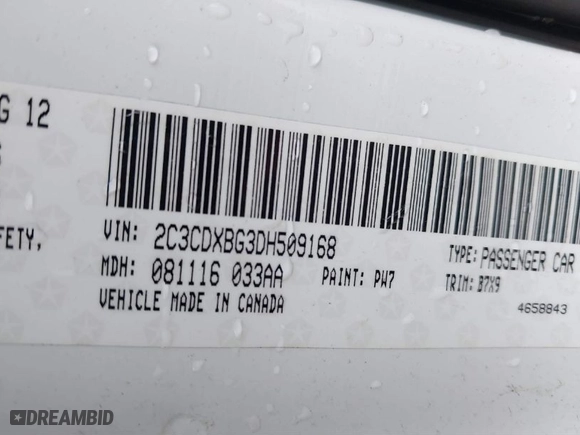 G 12
FETY,
VIN: 2C3CDXBG3DH509168
TYPE: PASSENGER CAR
MDH: 081116 033AA
PAINT: PW7
TRIM: B7X9
VEHICLE MADE IN CANADA
4658843
DREAMBID